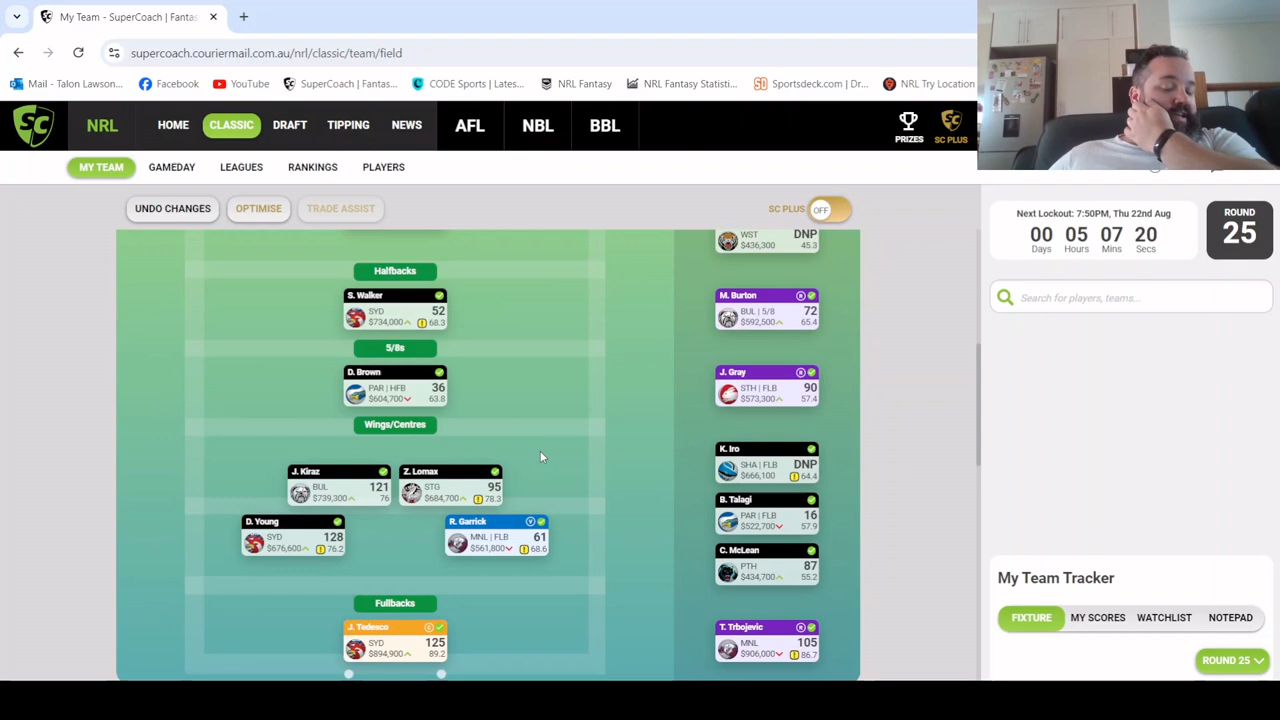 My Team - SuperCoach | Fantas
supercoach.couriermail.com.au/nrl/classic/team/field
Mail - Talon Lawson... Facebook YouTube SuperCoach | Fantas... CODE Sports | Lates... NRL Fantasy NRL Fantasy Statisti... Sportsdeck.com | Dr... NRL Try Location
SC NRL HOME CLASSIC DRAFT TIPPING NEWS AFL NBL BBL PRIZES SC PLUS
MY TEAM GAMEDAY LEAGUES RANKINGS PLAYERS
UNDO CHANGES OPTIMISE TRADE ASSIST SC PLUS OFF
Next Lockout: 7:50PM, Thu 22nd Aug
00 05 07 20
Days Hours Mins Secs
ROUND
25
WST DNP
$436,300 45.3
Halfbacks
S. Walker
SYD 52
$734,000 68.3
M. Burton
BUL | 5/8 72
$592,500 65.4
5/8s
D. Brown
PAR | HFB 36
$604,700 63.8
J. Gray
STH | FLB 90
$573,300 57.4
Wings/Centres
J. Kiraz
BUL 121
$739,300 76
Z. Lomax
STG 95
$684,700 78.3
K. Iro
SHA | FLB DNP
$666,100 64.4
D. Young
SYD 128
$676,600 76.2
R. Garrick V
MNL | FLB 61
$561,800 68.6
B. Talagi
PAR | FLB 16
$522,700 57.9
C. McLean
PTH 87
$434,700 55.2
Fullbacks
J. Tedesco C
SYD 125
$894,900 89.2
T. Trbojevic
MNL 105
$906,000 86.7
Search for players, teams...
My Team Tracker
FIXTURE MY SCORES WATCHLIST NOTEPAD
ROUND 25